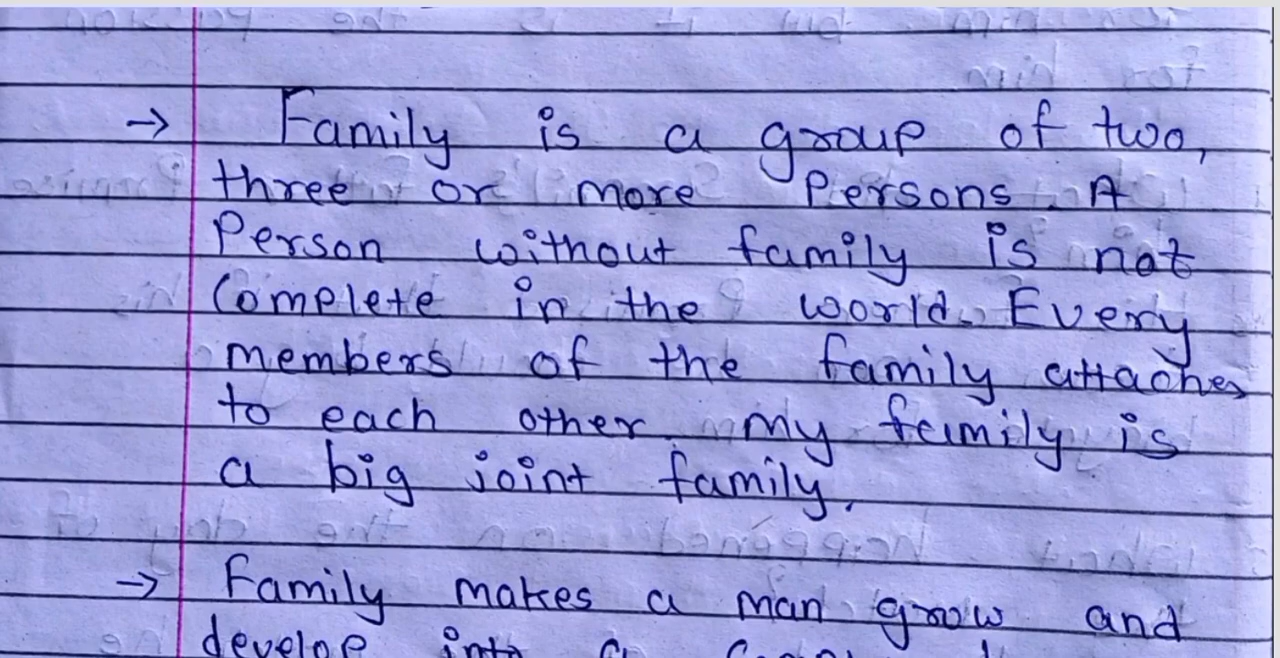 → Family is a group of two,
three or more Persons. A
Person without family is not
Complete in the world. Every
members of the family attaches
to each other. my family is
a big joint family.
→ Family makes a man grow and
develop into a